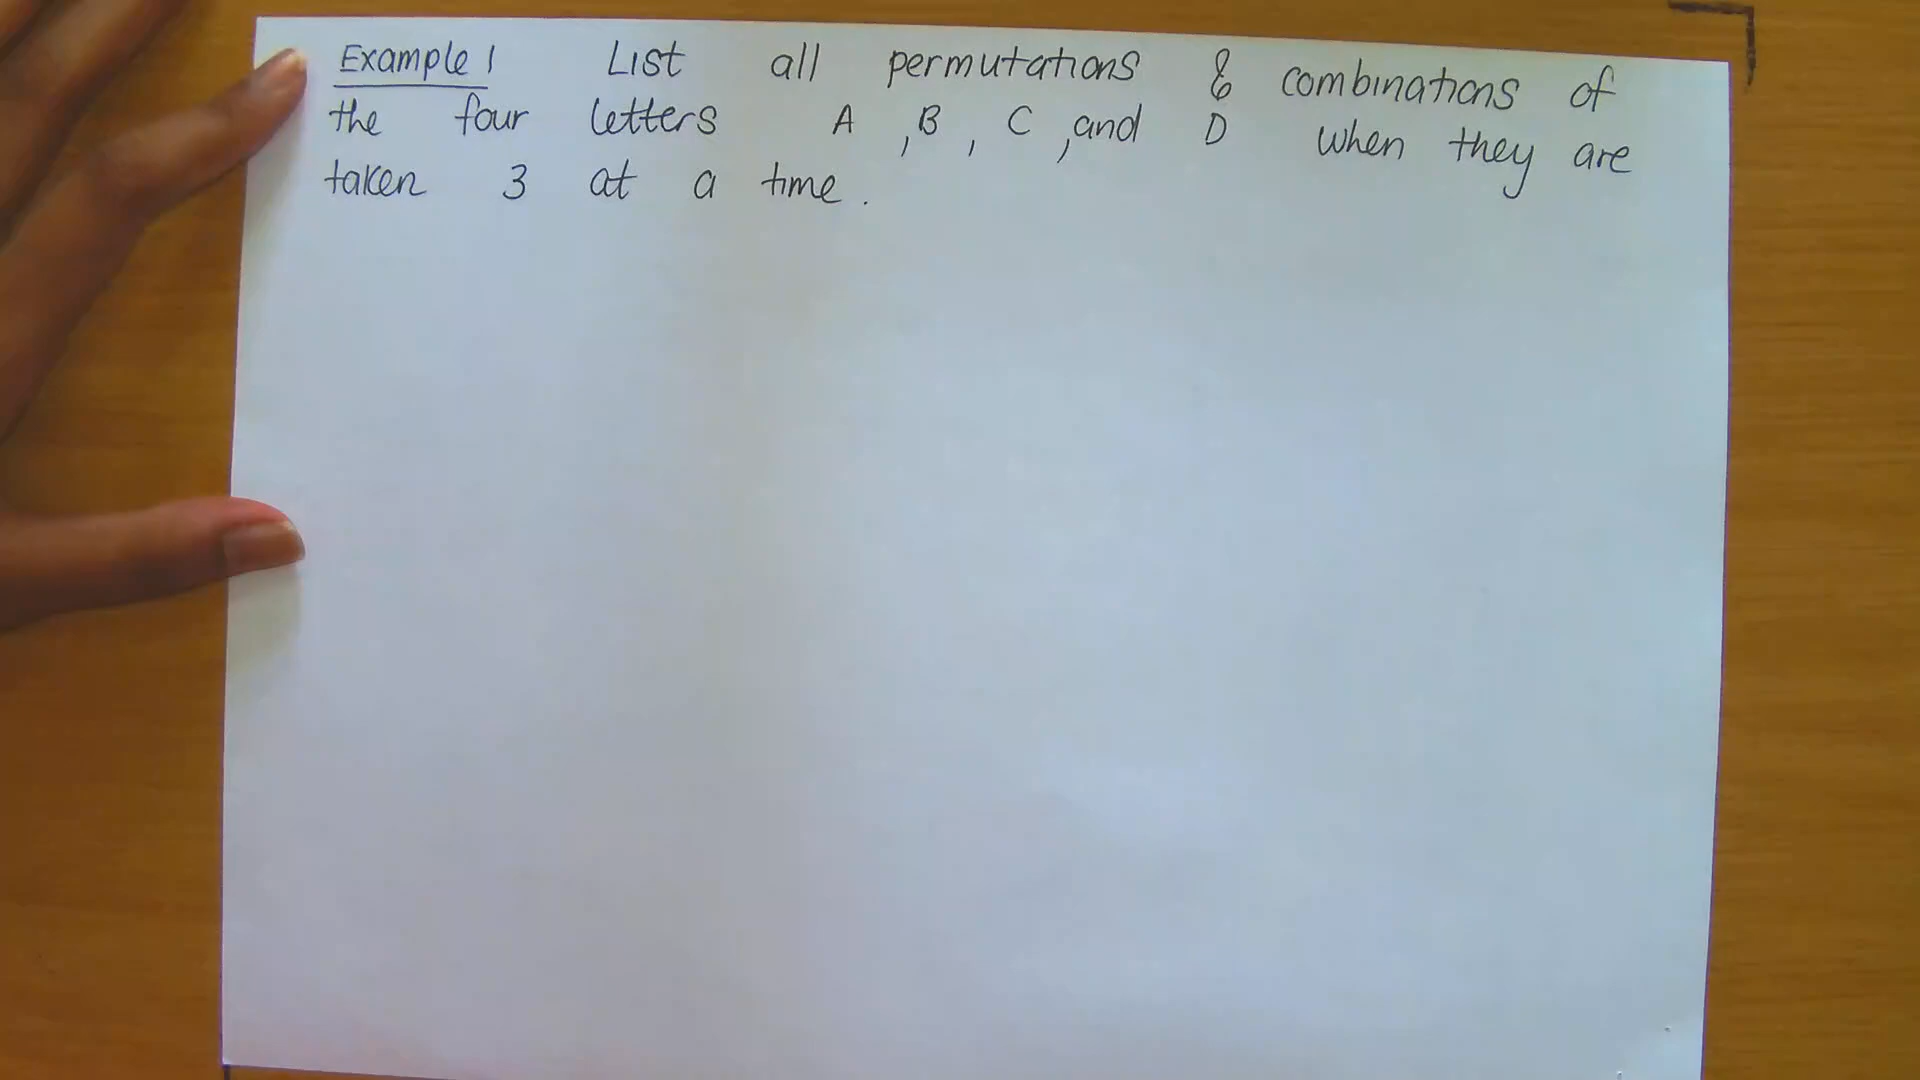 Example 1 List all permutations & combinations of
the four letters A, B, C, and D when they are
taken 3 at a time.